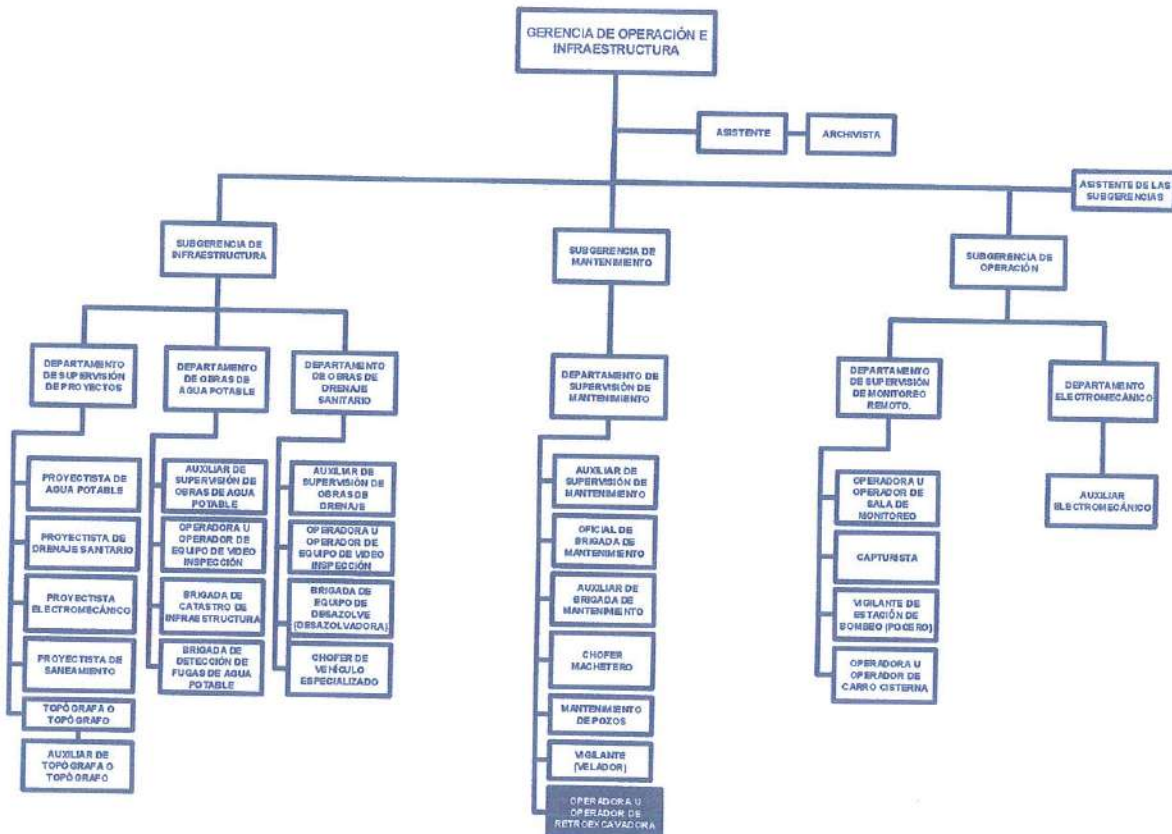 GERENCIA DE OPERACIÓN E
INFRAESTRUCTURA
ASISTENTE
ARCHIVISTA
ASISTENTE DE LAS
SUBGERENCIAS
SUBGERENCIA DE
INFRAESTRUCTURA
SUBGERENCIA DE
MANTENIMIENTO
SUBGERENCIA DE
OPERACIÓN
DEPARTAMENTO
DE SUPERVISIÓN
DE PROYECTOS
DEPARTAMENTO
DE OBRAS DE
AGUA POTABLE
DEPARTAMENTO
DE OBRAS DE
DRENAJE
SANITARIO
DEPARTAMENTO DE
SUPERVISIÓN DE
MANTENIMIENTO
DEPARTAMENTO
DE SUPERVISIÓN
DE MONITOREO
REMOTO.
DEPARTAMENTO
ELECTROMECÁNICO
PROYECTISTA DE
AGUA POTABLE
PROYECTISTA DE
DRENAJE SANITARIO
PROYECTISTA
ELECTROMECÁNICO
PROYECTISTA DE
SANEAMIENTO
TOPÓGRAFA O
TOPÓGRAFO
AUXILIAR DE
TOPÓGRAFA O
TOPÓGRAFO
AUXILIAR DE
SUPERVISIÓN DE
OBRAS DE AGUA
POTABLE
OPERADORA U
OPERADOR DE
EQUIPO DE VIDEO
INSPECCIÓN
BRIGADA DE
CATASTRO DE
INFRAESTRUCTURA
BRIGADA DE
DETECCIÓN DE
FUGAS DE AGUA
POTABLE
AUXILIAR DE
SUPERVISIÓN DE
OBRAS DE
DRENAJE
OPERADORA U
OPERADOR DE
EQUIPO DE VIDEO
INSPECCIÓN
BRIGADA DE
EQUIPO DE
DESAZOLVE
(DESAZOLVADORA)
CHOFER DE
VEHÍCULO
ESPECIALIZADO
AUXILIAR DE
SUPERVISIÓN DE
MANTENIMIENTO
OFICIAL DE
BRIGADA DE
MANTENIMIENTO
AUXILIAR DE
BRIGADA DE
MANTENIMIENTO
CHOFER
MACHETERO
MANTENIMIENTO
DE POZOS
VIGILANTE
(VELADOR)
OPERADORA U
OPERADOR DE
RETROEXCAVADORA
OPERADORA U
OPERADOR DE
SALA DE
MONITOREO
CAPTURISTA
VIGILANTE DE
ESTACIÓN DE
BOMBEO (POCERO)
OPERADORA U
OPERADOR DE
CARRO CISTERNA
AUXILIAR
ELECTROMECÁNICO